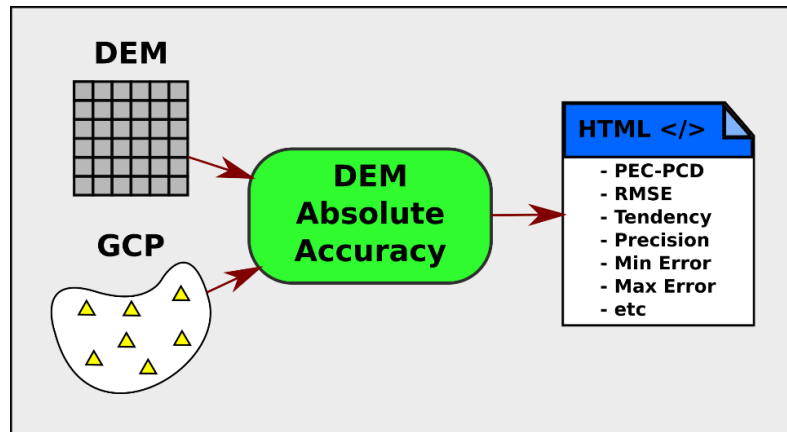 DEM
GCP
DEM
Absolute
Accuracy
HTML </>
- PEC-PCD
- RMSE
- Tendency
- Precision
- Min Error
- Max Error
- etc